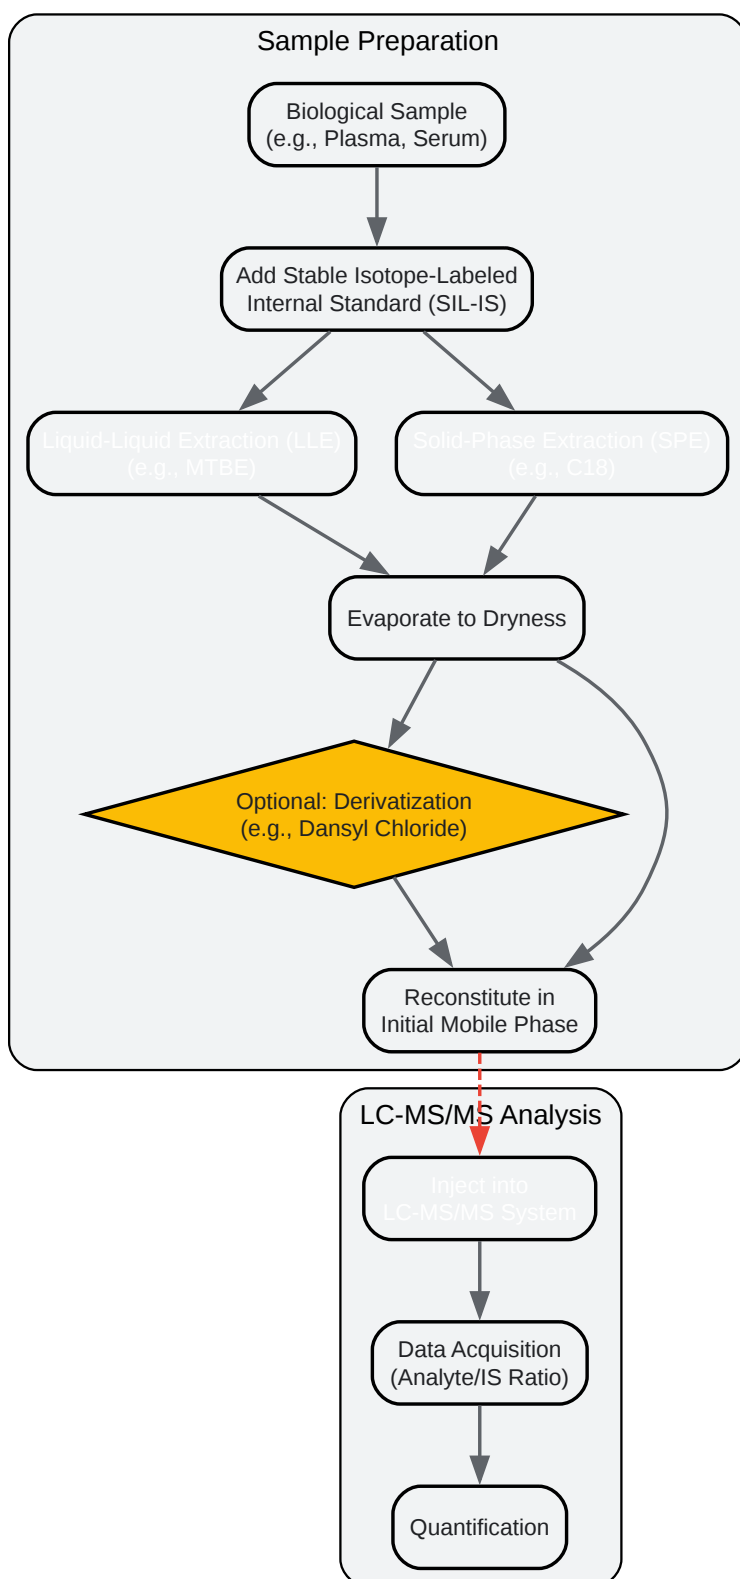 Sample Preparation
Biological Sample
(e.g., Plasma, Serum)
Add Stable Isotope-Labeled
Internal Standard (SIL-IS)
Liquid-Liquid Extraction (LLE)
(e.g., MTBE)
Solid-Phase Extraction (SPE)
(e.g., C18)
Evaporate to Dryness
Optional: Derivatization
(e.g., Dansyl Chloride)
Reconstitute in
Initial Mobile Phase
LC-MS/MS Analysis
Inject into
LC-MS/MS System
Data Acquisition
(Analyte/IS Ratio)
Quantification